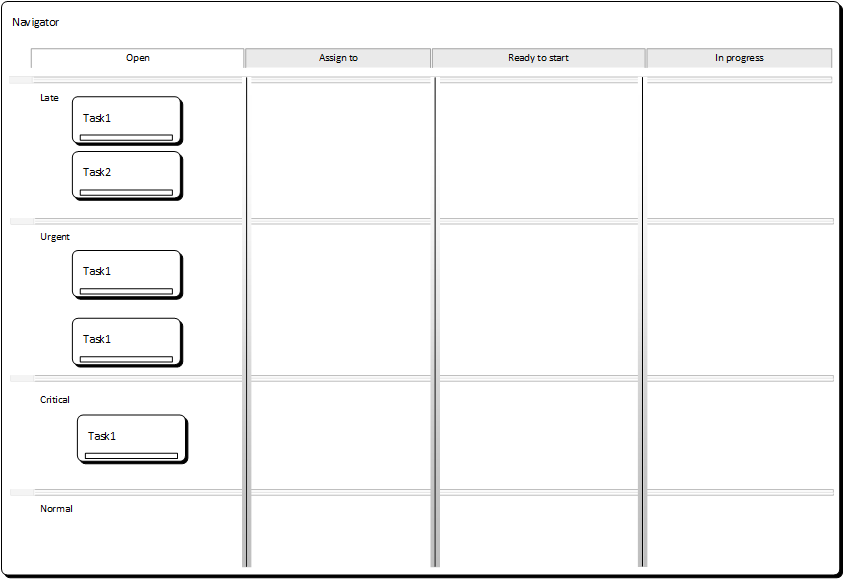 Navigator
Open
Assign to
Ready to start
In progress
Late
Task1
Task2
Urgent
Task1
Task1
Critical
Task1
Normal